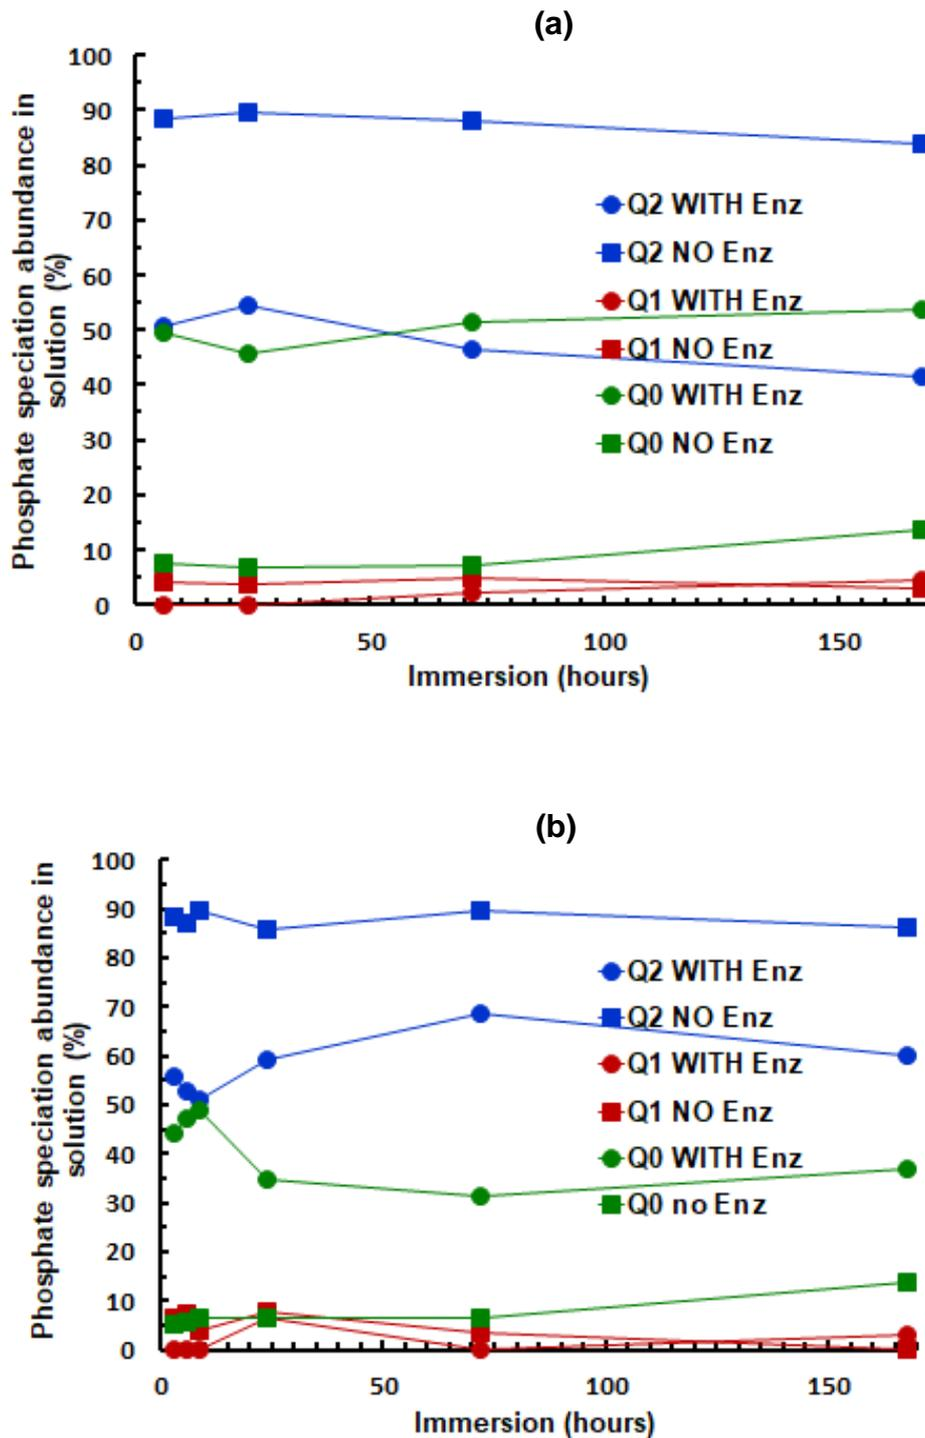 (a)
Phosphate speciation abundance in
solution (%)
100
90
80
70
60
50
40
30
20
10
0
Q2 WITH Enz
Q2 NO Enz
Q1 WITH Enz
Q1 NO Enz
Q0 WITH Enz
Q0 NO Enz
0 50 100 150
Immersion (hours)
(b)
Phosphate speciation abundance in
solution (%)
100
90
80
70
60
50
40
30
20
10
0
Q2 WITH Enz
Q2 NO Enz
Q1 WITH Enz
Q1 NO Enz
Q0 WITH Enz
Q0 no Enz
0 50 100 150
Immersion (hours)